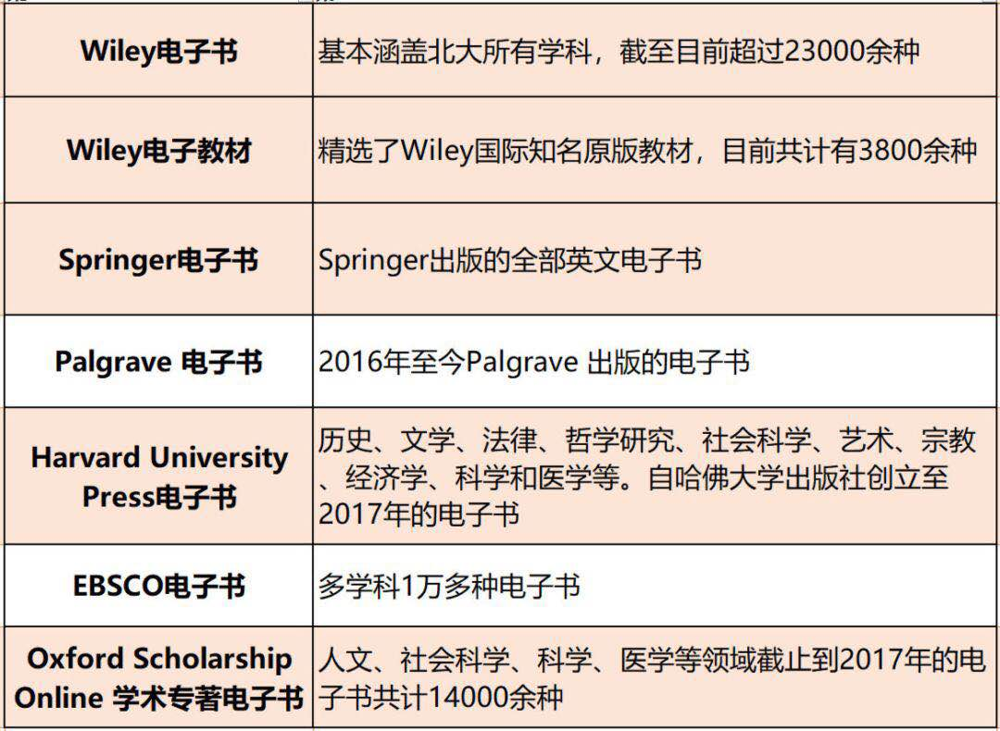 Wiley电子书
基本涵盖北大所有学科，截至目前超过23000余种
Wiley电子教材
精选了Wiley国际知名原版教材，目前共计有3800余种
Springer电子书
Springer出版的全部英文电子书
Palgrave 电子书
2016年至今Palgrave 出版的电子书
Harvard University
Press电子书
历史、文学、法律、哲学研究、社会科学、艺术、宗教
、经济学、科学和医学等。自哈佛大学出版社创立至
2017年的电子书
EBSCO电子书
多学科1万多种电子书
Oxford Scholarship
Online 学术专著电子书
人文、社会科学、科学、医学等领域截止到2017年的电
子书共计14000余种